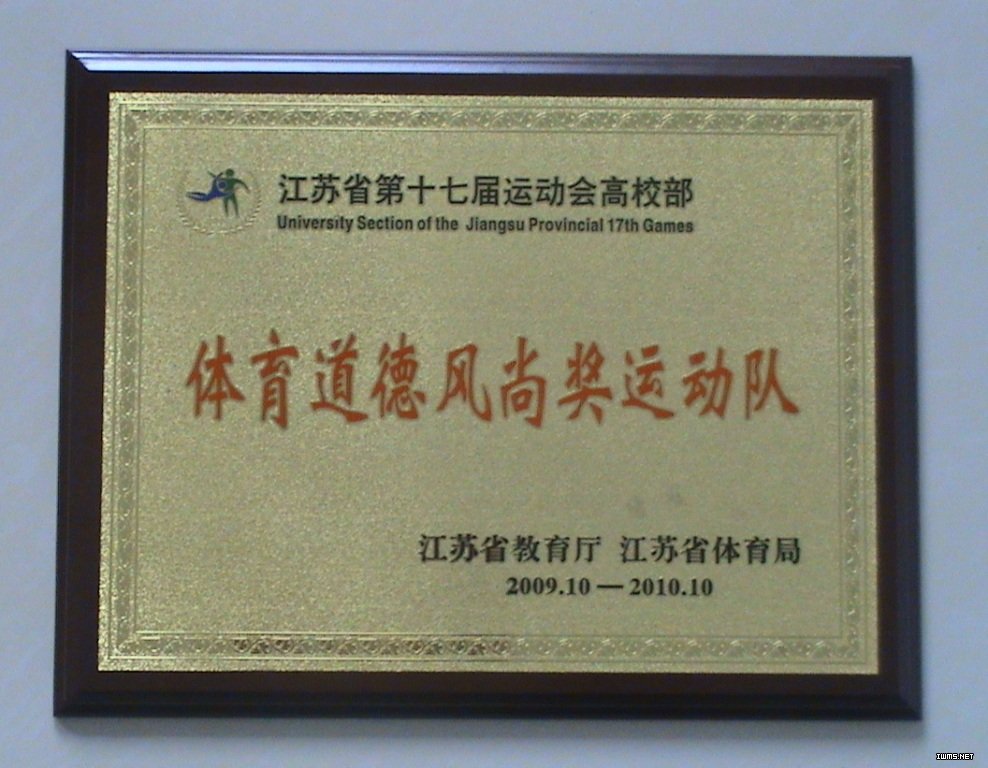 江苏省第十七届运动会高校部
University Section of the Jiangsu Provincial 17th Games
体育道德风尚奖运动队
江苏省教育厅 江苏省体育局
2009.10 — 2010.10
IWMS.NET